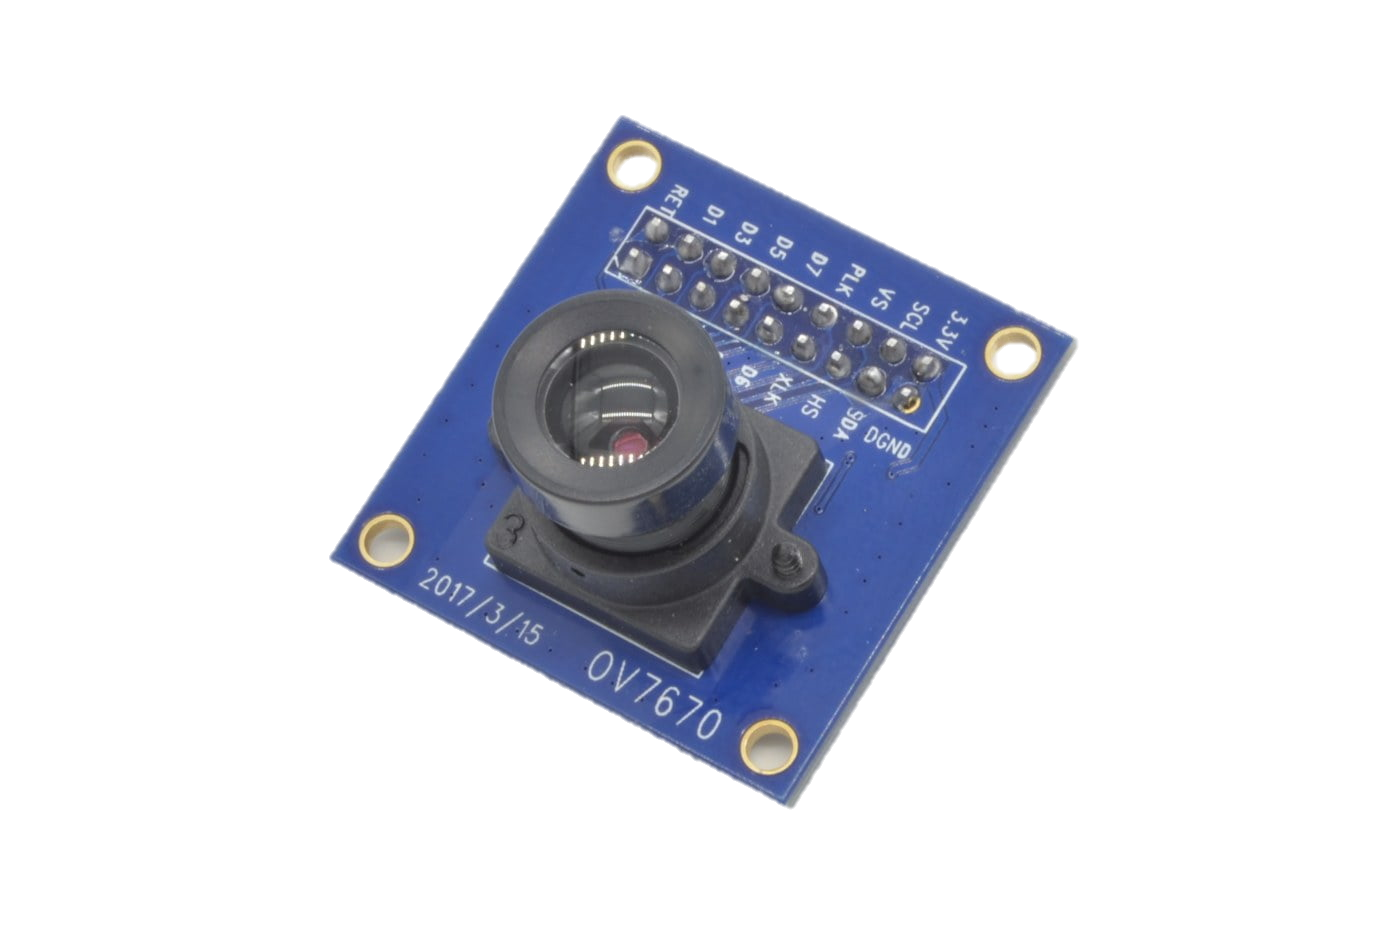 RET
D1
D3
D5
D7
PLK
VS
SCL
3.3V
D6
XLK
HS
SDA
DGND
3
2017/3/15
OV7670